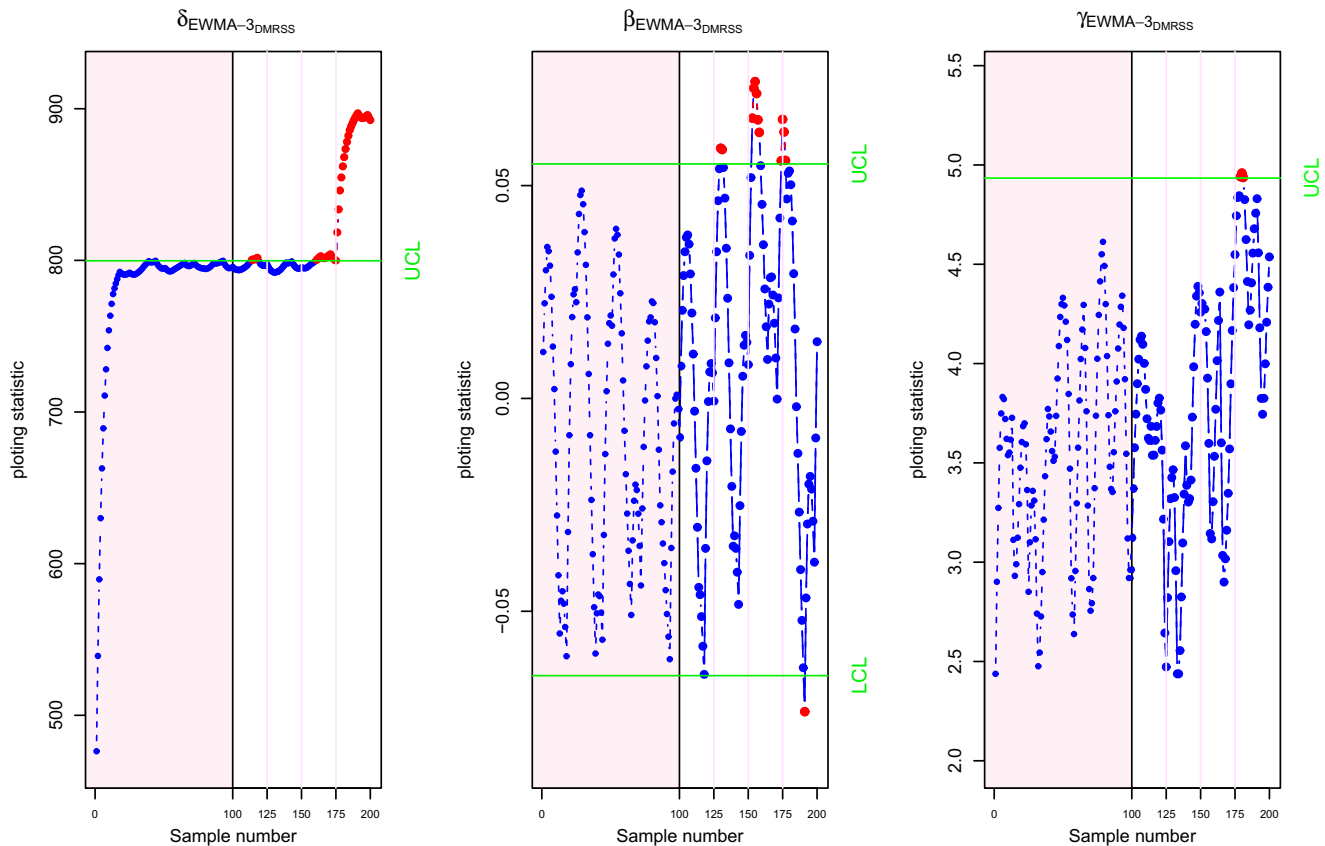 δEWMA−3DMRSS
ploting statistic
900
800
700
600
500
UCL
0 100 125 150 175 200
Sample number
βEWMA−3DMRSS
ploting statistic
0.05
0.00
−0.05
UCL
LCL
0 100 125 150 175 200
Sample number
γEWMA−3DMRSS
ploting statistic
5.5
5.0
4.5
4.0
3.5
3.0
2.5
2.0
UCL
0 100 125 150 175 200
Sample number